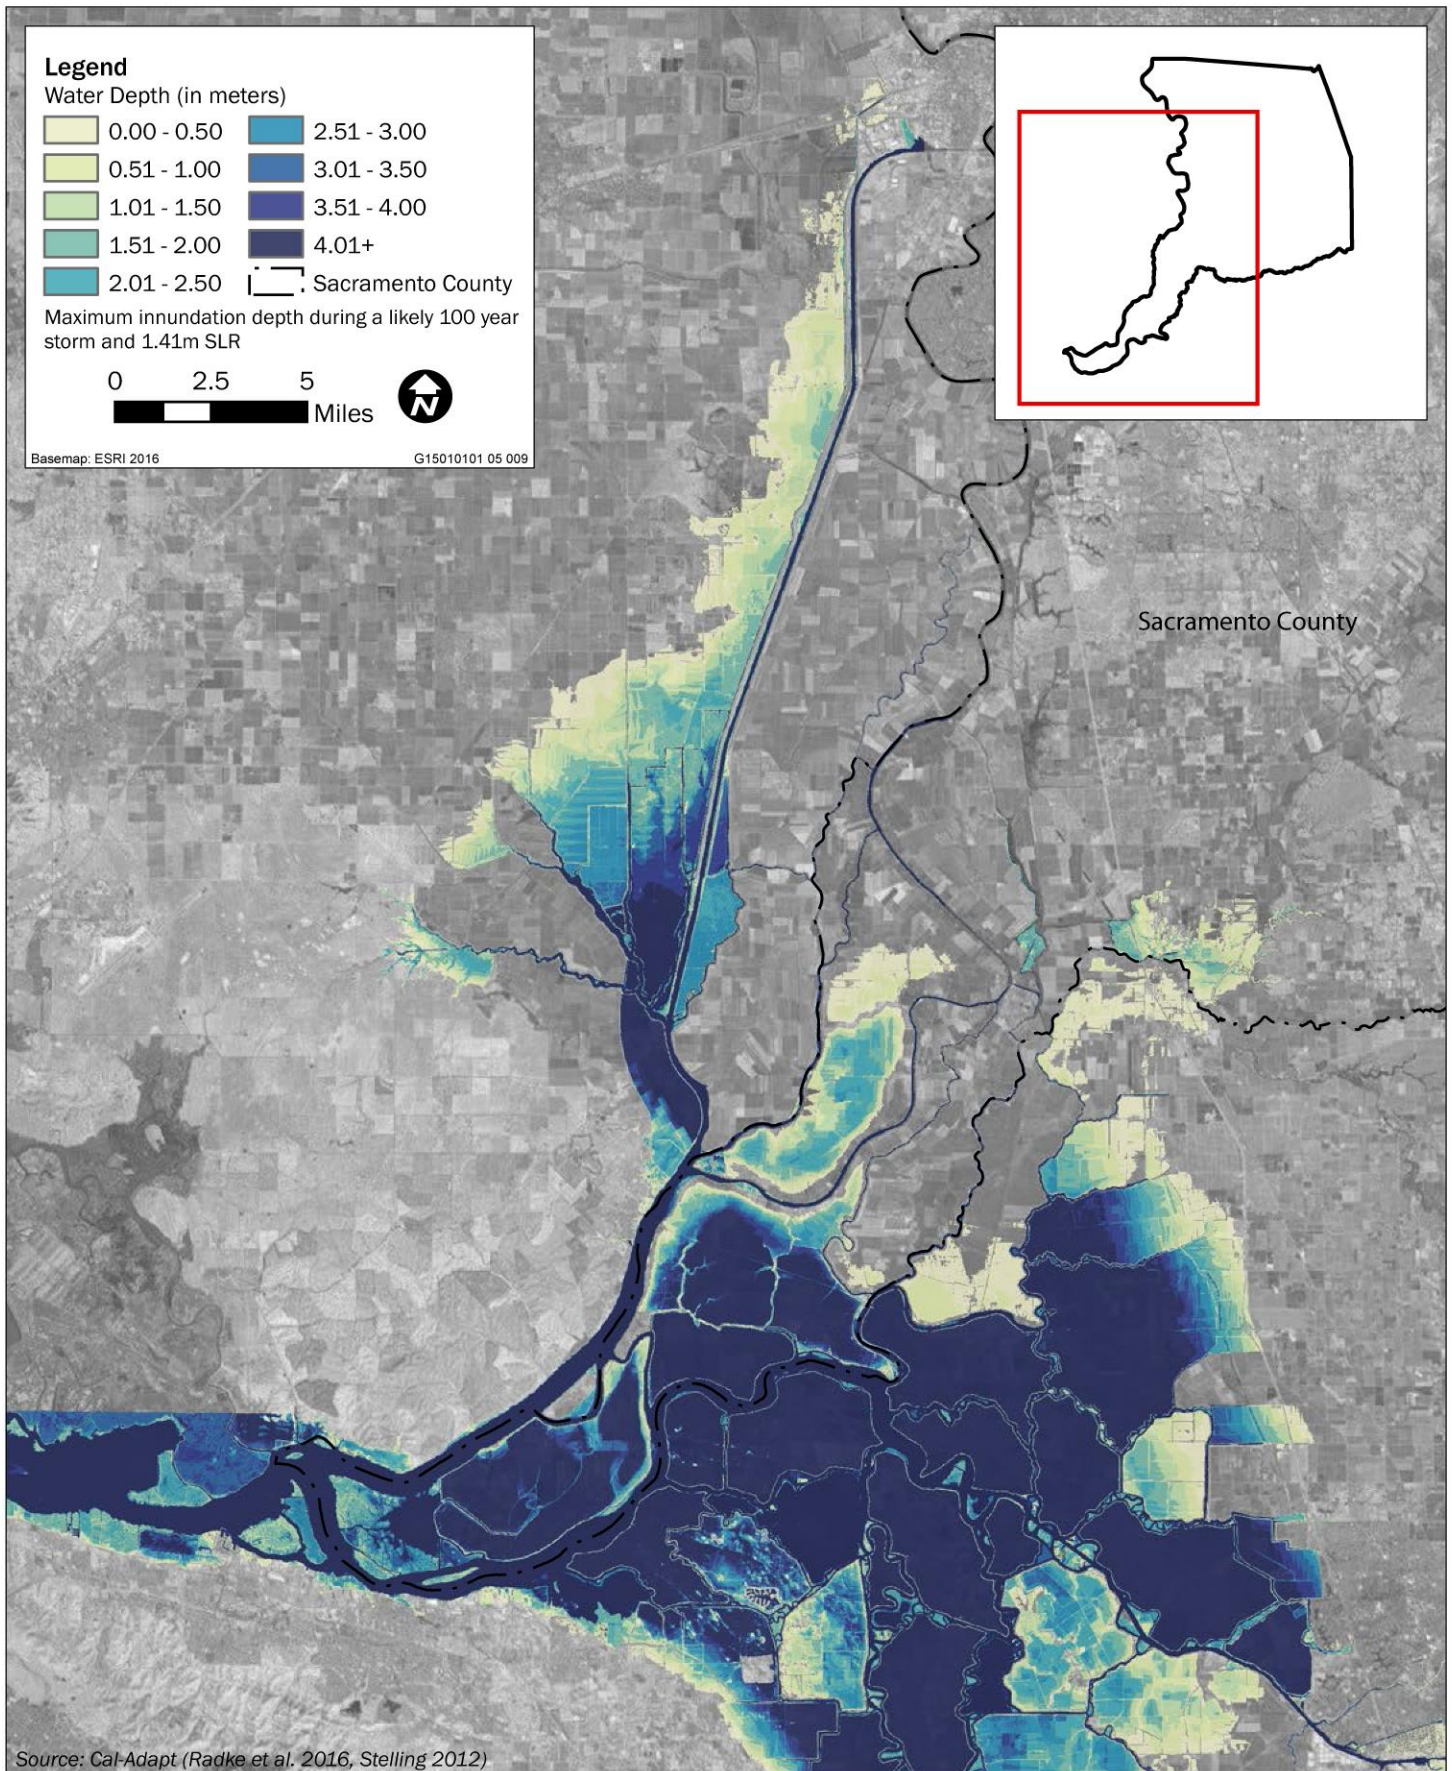 Legend
Water Depth (in meters)
0.00 - 0.50
0.51 - 1.00
1.01 - 1.50
1.51 - 2.00
2.01 - 2.50
2.51 - 3.00
3.01 - 3.50
3.51 - 4.00
4.01+
Sacramento County
Maximum innundation depth during a likely 100 year
storm and 1.41m SLR
0 2.5 5
Miles
N
Basemap: ESRI 2016
G15010101 05 009
Sacramento County
Source: Cal-Adapt (Radke et al. 2016, Stelling 2012)